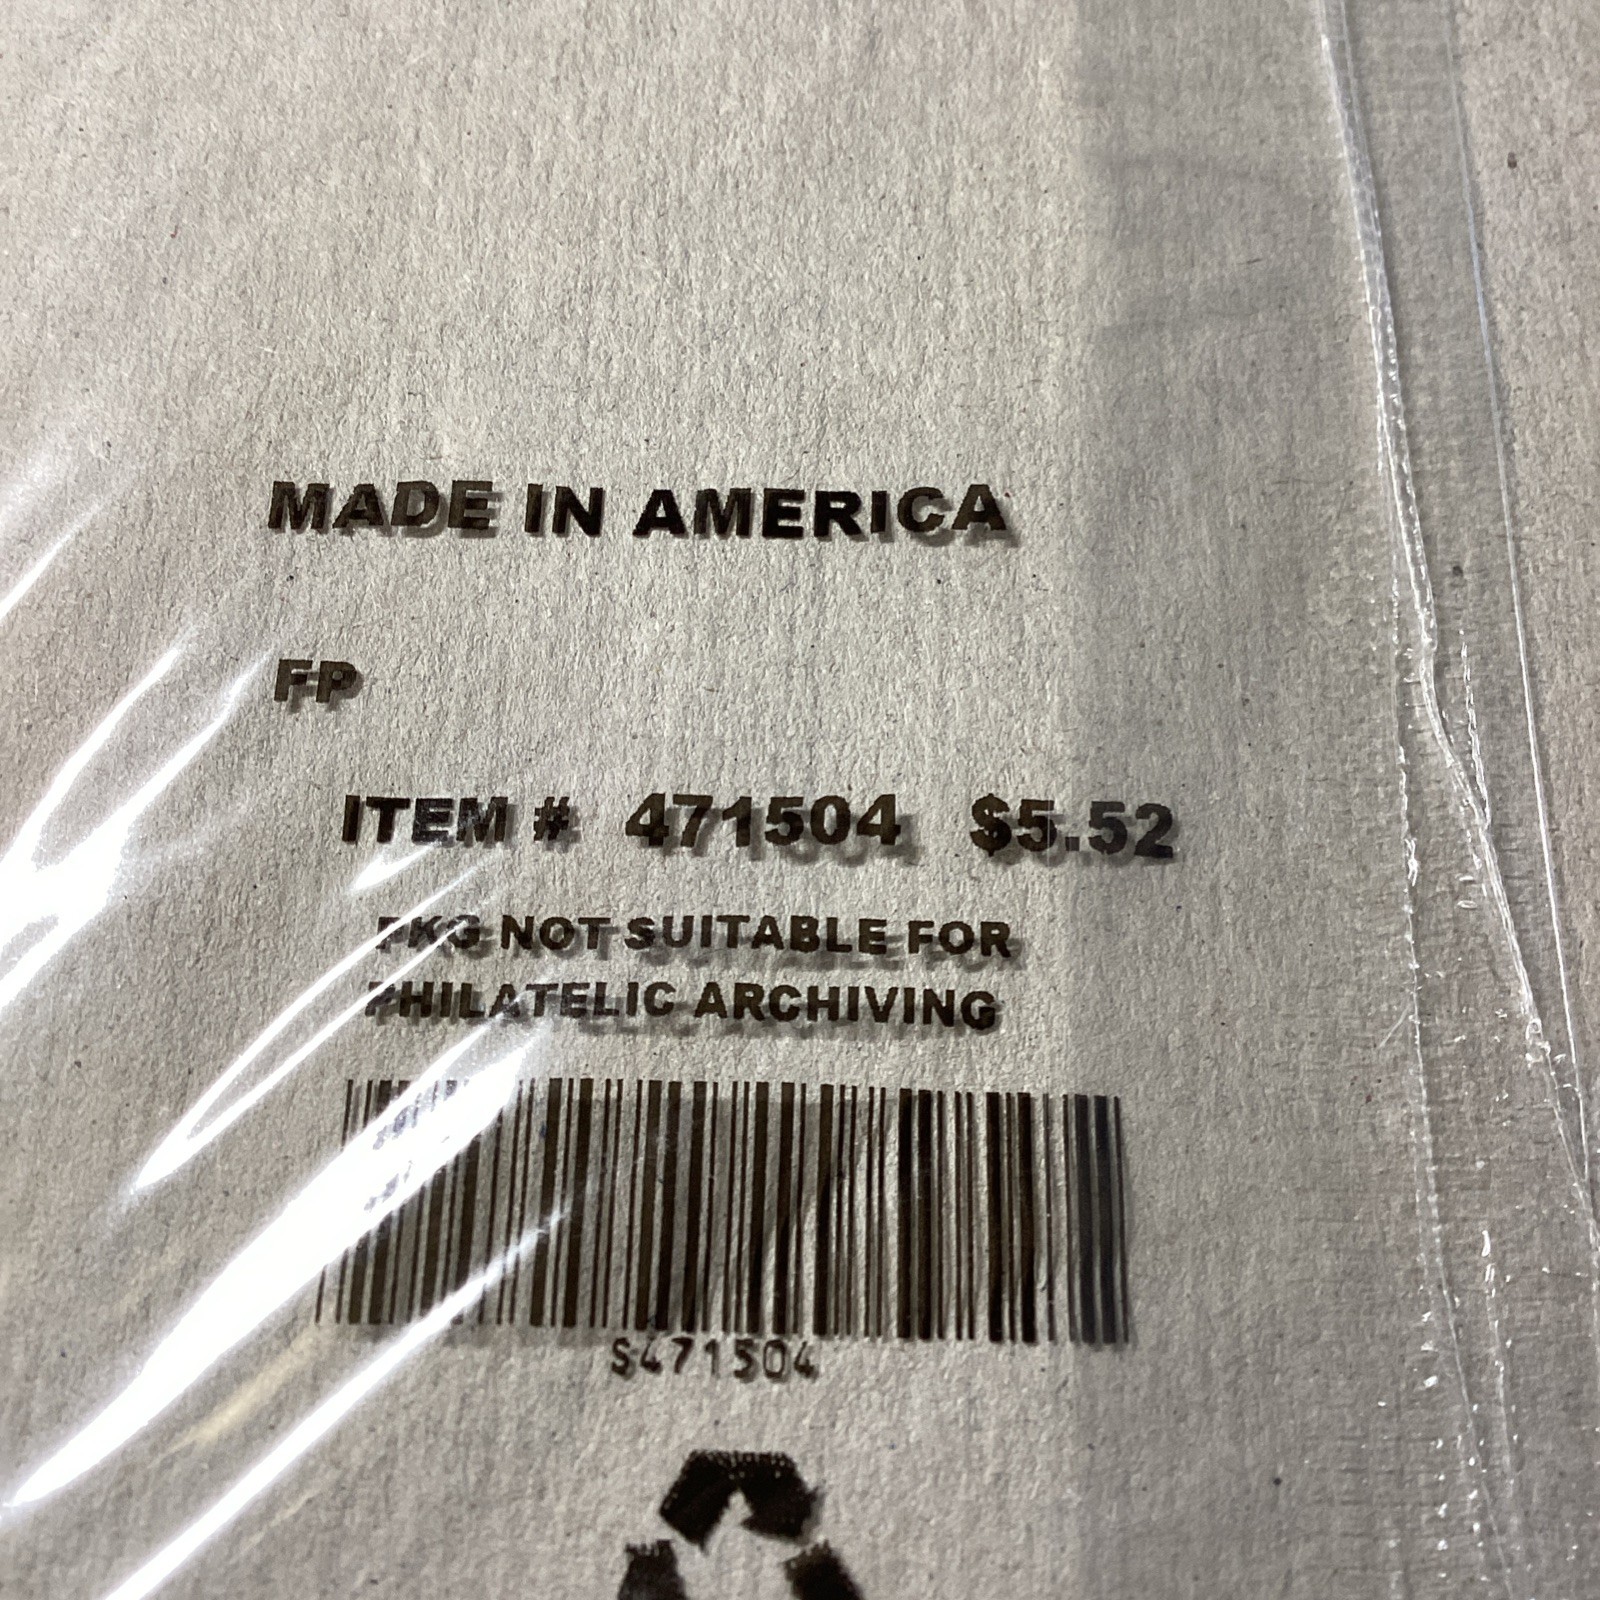 MADE IN AMERICA
FP
ITEM # 471504 $5.52
PKG NOT SUITABLE FOR
PHILATELIC ARCHIVING
S471504